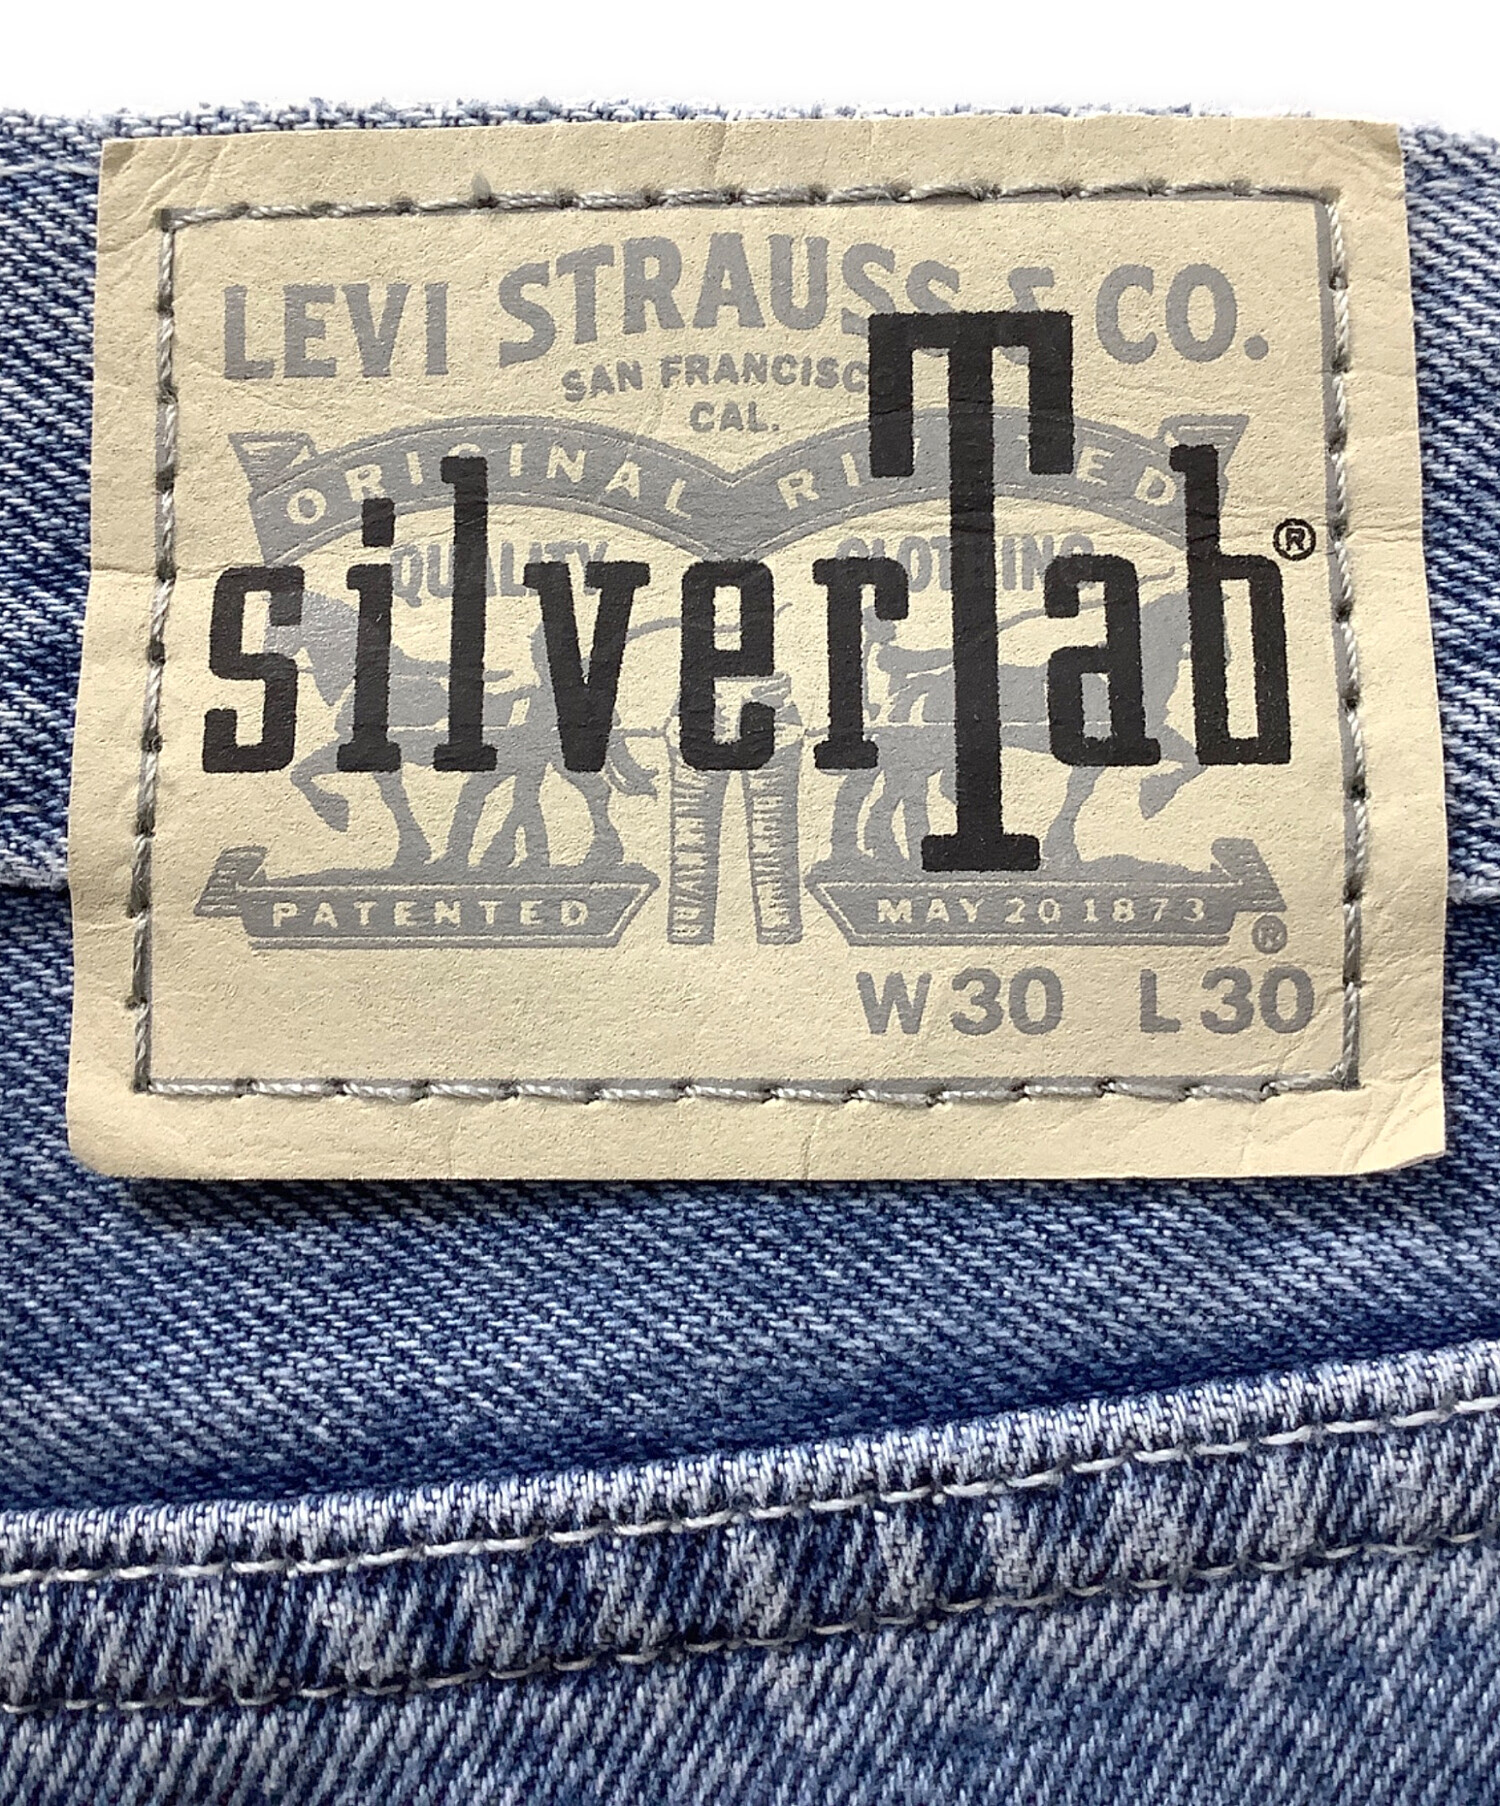 LEVI STRAUSS & CO.
SAN FRANCISCO
CAL.
ORIGINAL RIVETED
QUALITY CLOTHING
silverTab®
PATENTED MAY 20 1873 ®
W30 L30